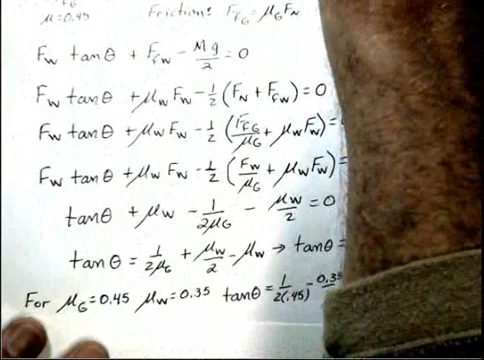 μ=0.45 Friction: F_fG = μ_G F_N
F_w tanθ + F_fw - Mg/2 = 0
F_w tanθ + μ_w F_w - 1/2 (F_N + F_fw) = 0
F_w tanθ + μ_w F_w - 1/2 (F_fG/μ_G + μ_w F_w) =
F_w tanθ + μ_w F_w - 1/2 (F_w/μ_G + μ_w F_w) =
tanθ + μ_w - 1/2μ_G - μ_w/2 = 0
tanθ = 1/2μ_G + μ_w/2 - μ_w → tanθ =
For μ_G = 0.45 μ_w = 0.35 tanθ = 1/2(.45) - 0.35